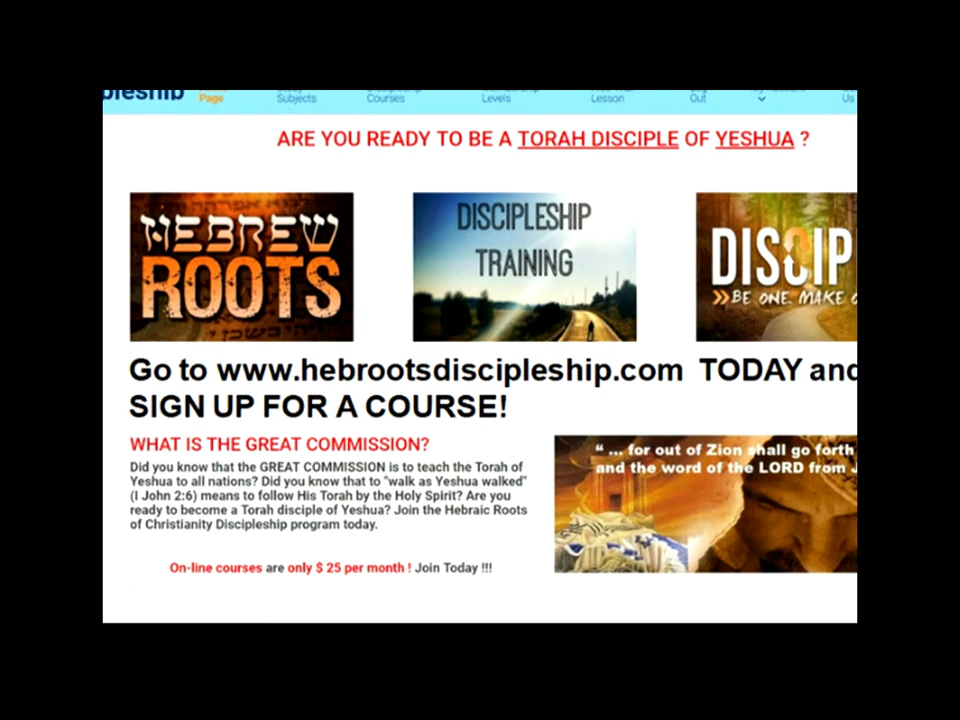 Page
Subjects
Courses
Levels
Lesson
Out
Us
ARE YOU READY TO BE A TORAH DISCIPLE OF YESHUA ?
HEBREW
ROOTS
DISCIPLESHIP
TRAINING
DISCIP
»BE ONE. MAKE
Go to www.hebrootsdiscipleship.com TODAY and
SIGN UP FOR A COURSE!
WHAT IS THE GREAT COMMISSION?
Did you know that the GREAT COMMISSION is to teach the Torah of
Yeshua to all nations? Did you know that to "walk as Yeshua walked"
(I John 2:6) means to follow His Torah by the Holy Spirit? Are you
ready to become a Torah disciple of Yeshua? Join the Hebraic Roots
of Christianity Discipleship program today.
On-line courses are only $ 25 per month ! Join Today !!!
“ ... for out of Zion shall go forth
and the word of the LORD from J